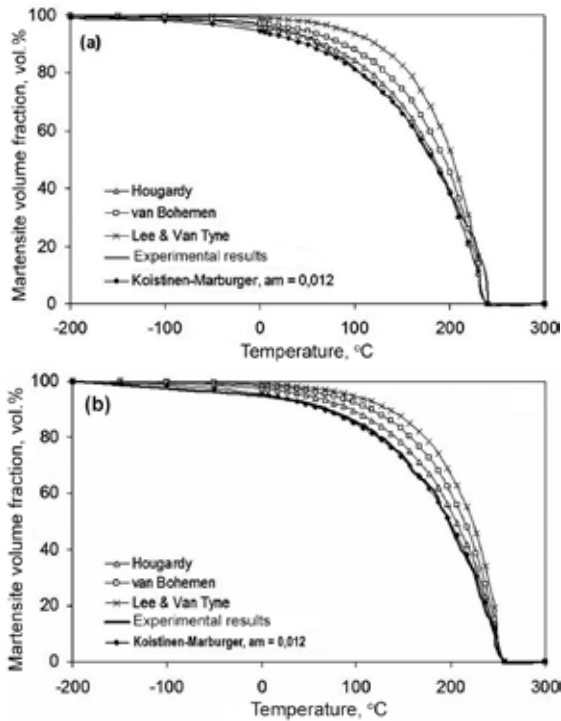 (a)
Martensite volume fraction, vol.%
100
80
60
40
20
0
Hougardy
van Bohemen
Lee & Van Tyne
Experimental results
Koistinen-Marburger, am = 0,012
-200 -100 0 100 200 300
Temperature, °C
(b)
Martensite volume fraction, vol.%
100
80
60
40
20
0
Hougardy
van Bohemen
Lee & Van Tyne
Experimental results
Koistinen-Marburger, am = 0,012
-200 -100 0 100 200 300
Temperature, °C